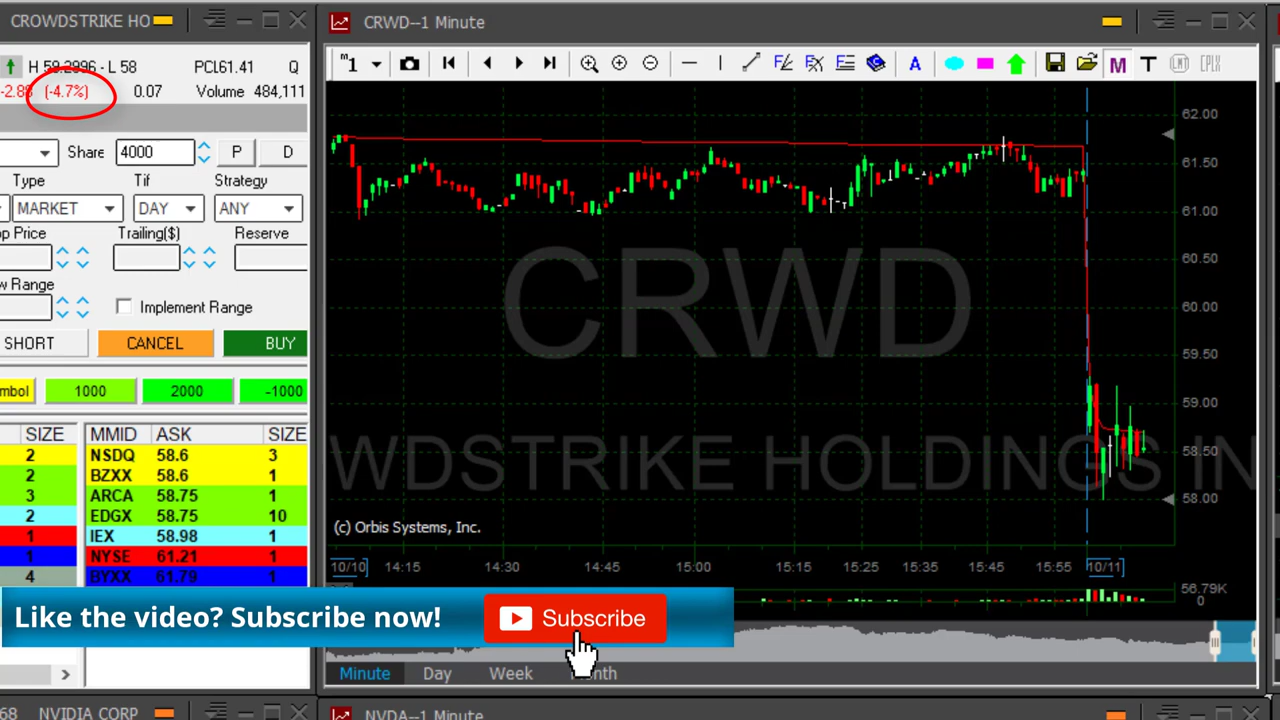 CROWDSTRIKE HO
CRWD--1 Minute
H 59.2996 - L 58 PCL61.41 Q
-2.88 (-4.7%) 0.07 Volume 484,111
Share 4000 P D
Type Tif Strategy
MARKET DAY ANY
op Price Trailing($) Reserve
w Range
Implement Range
SHORT CANCEL BUY
mbol 1000 2000 -1000
SIZE MMID ASK SIZE
2 NSDQ 58.6 3
2 BZXX 58.6 1
3 ARCA 58.75 1
2 EDGX 58.75 10
1 IEX 58.98 1
1 NYSE 61.21 1
4 BYXX 61.79 1
1 A M T
62.00
61.50
61.00
60.50
60.00
59.50
59.00
58.50
58.00
CRWD
WDSTRIKE HOLDINGS IN
(c) Orbis Systems, Inc.
10/10 14:15 14:30 14:45 15:00 15:15 15:25 15:35 15:45 15:55 10/11
56.79K
0
Like the video? Subscribe now! Subscribe
Minute Day Week Month
68 NVIDIA CORP
NVDA--1 Minute